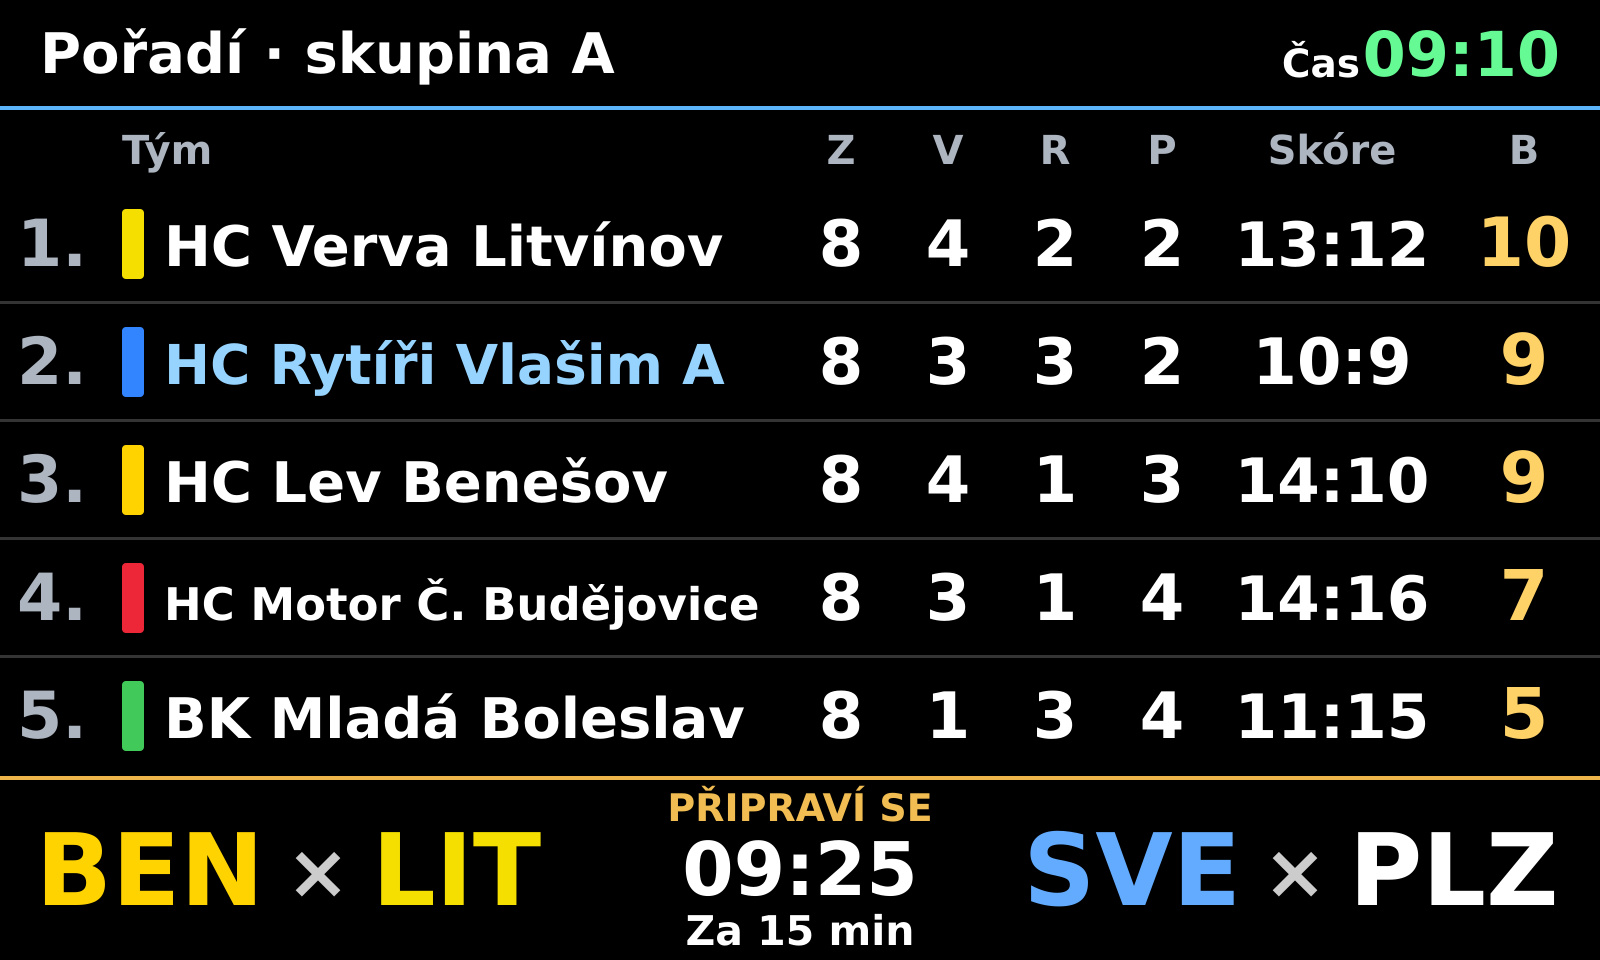 Pořadí · skupina A Čas 09:10
Tým Z V R P Skóre B
1. HC Verva Litvínov 8 4 2 2 13:12 10
2. HC Rytíři Vlašim A 8 3 3 2 10:9 9
3. HC Lev Benešov 8 4 1 3 14:10 9
4. HC Motor Č. Budějovice 8 3 1 4 14:16 7
5. BK Mladá Boleslav 8 1 3 4 11:15 5
PŘIPRAVÍ SE
BEN × LIT 09:25 SVE × PLZ
Za 15 min